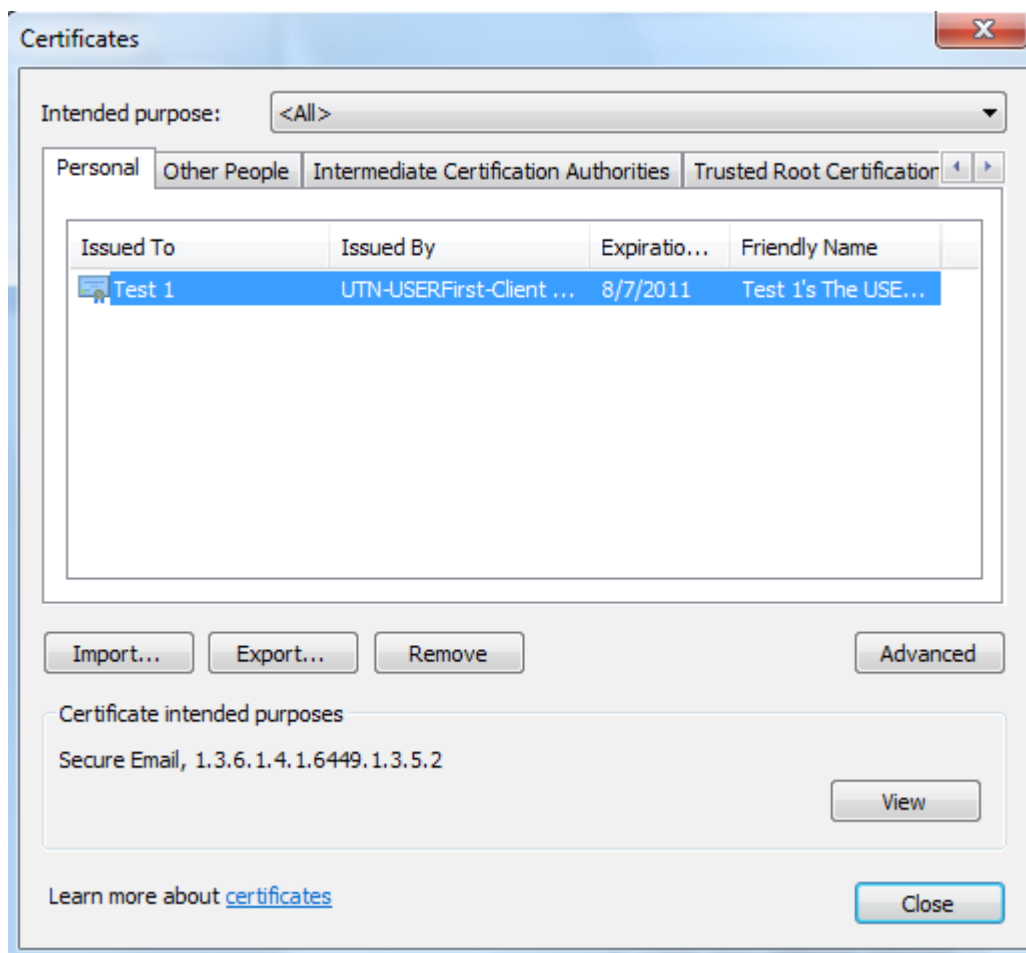 Certificates
Intended purpose: <All>
Personal Other People Intermediate Certification Authorities Trusted Root Certification
Issued To Issued By Expiratio... Friendly Name
Test 1 UTN-USERFirst-Client ... 8/7/2011 Test 1's The USE...
Import... Export... Remove Advanced
Certificate intended purposes
Secure Email, 1.3.6.1.4.1.6449.1.3.5.2
View
Learn more about certificates
Close